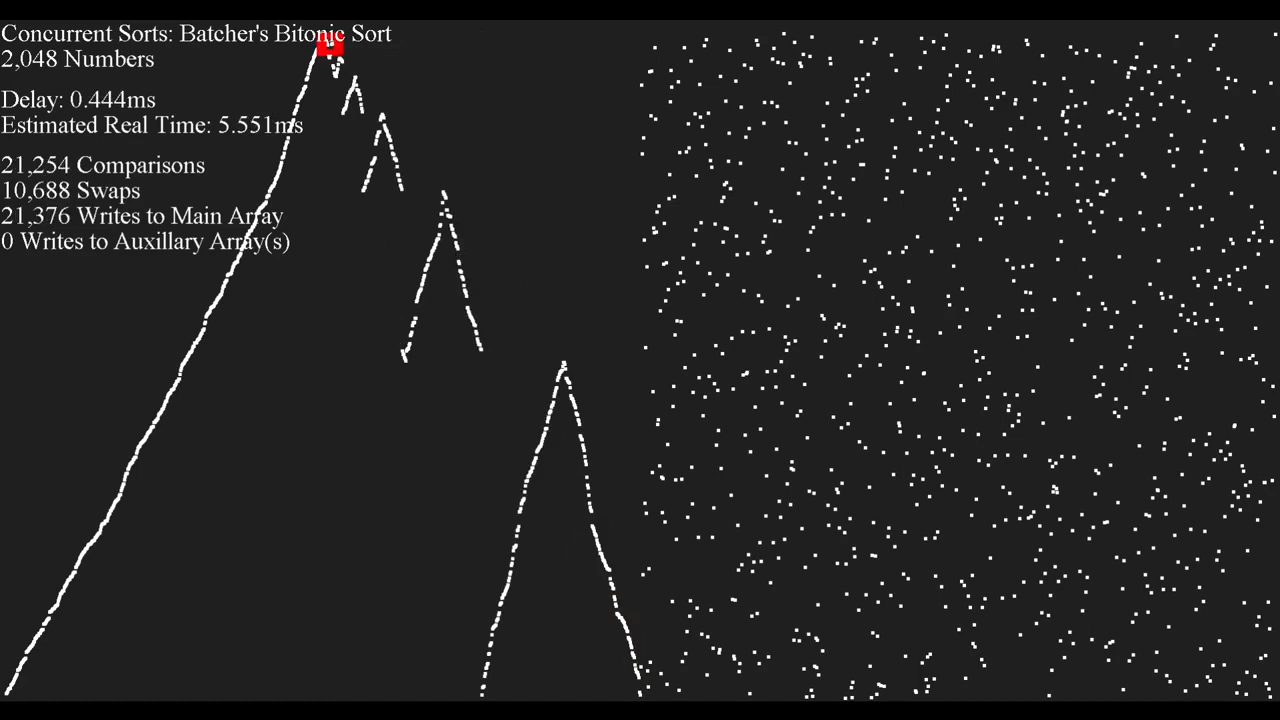 Concurrent Sorts: Batcher's Bitonic Sort
2,048 Numbers
Delay: 0.444ms
Estimated Real Time: 5.551ms
21,254 Comparisons
10,688 Swaps
21,376 Writes to Main Array
0 Writes to Auxillary Array(s)